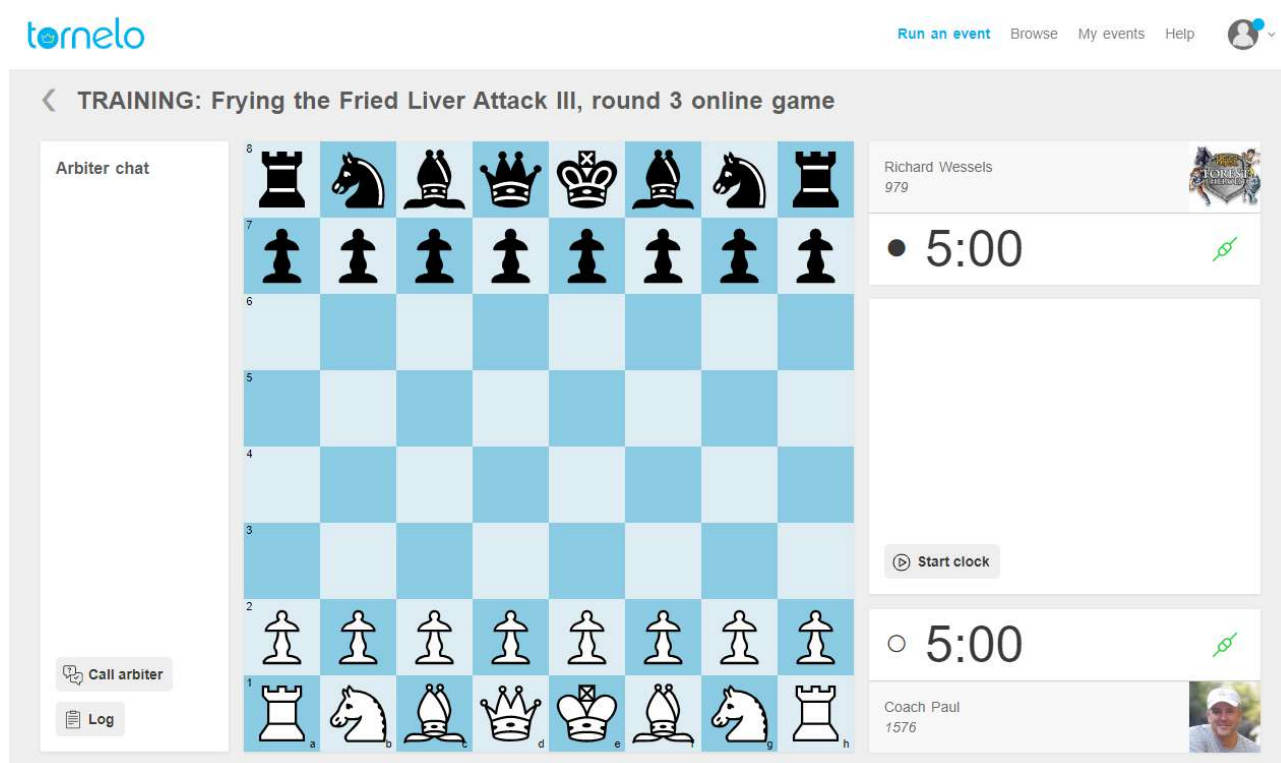 tornelo
Run an event Browse My events Help
TRAINING: Frying the Fried Liver Attack III, round 3 online game
Arbiter chat
Richard Wessels
979
5:00
Start clock
5:00
Coach Paul
1576
Call arbiter
Log
8
7
6
5
4
3
2
1
a b c d e f g h
FOREST